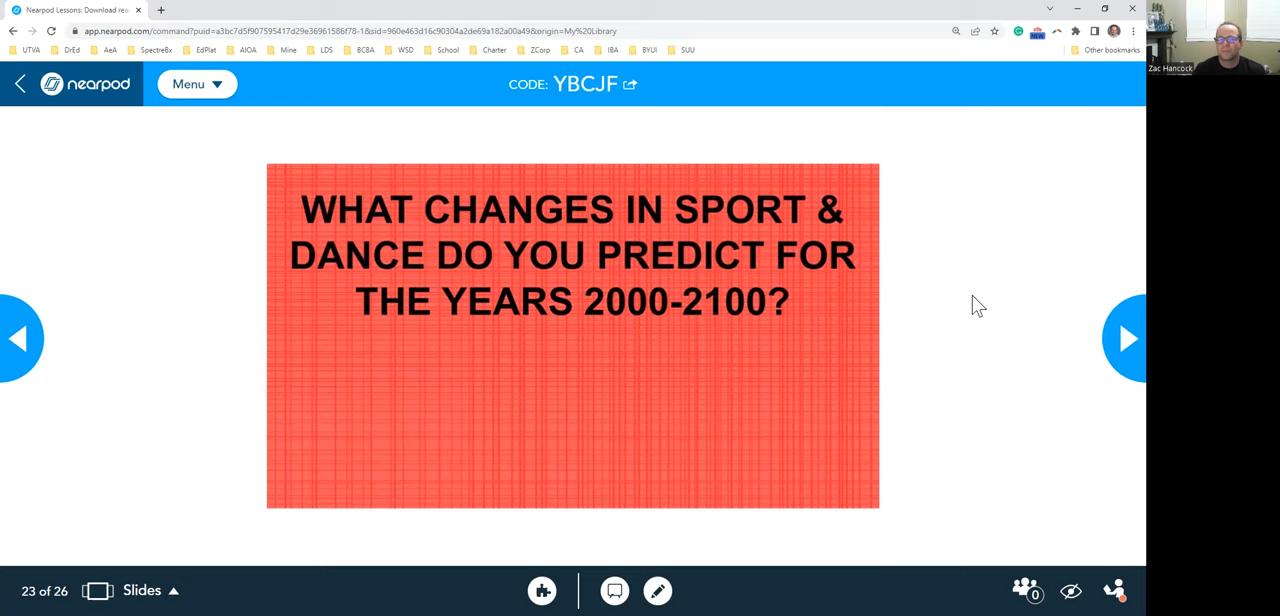 Nearpod Lessons: Download rea
app.nearpod.com/command?puid=a3bc7d5f907595417d29e36961586f78-1&sid=960e463d16c90304a2de69a182a00a49&origin=My%20Library
NEW
UTVA DrEd AeA SpectreBx EdPlat AIOA Mine LDS BCBA WSD School Charter ZCorp CA IBA BYUI SUU Other bookmarks
Zac Hancock
nearpod Menu CODE: YBCJF
WHAT CHANGES IN SPORT &
DANCE DO YOU PREDICT FOR
THE YEARS 2000-2100?
23 of 26 Slides 0